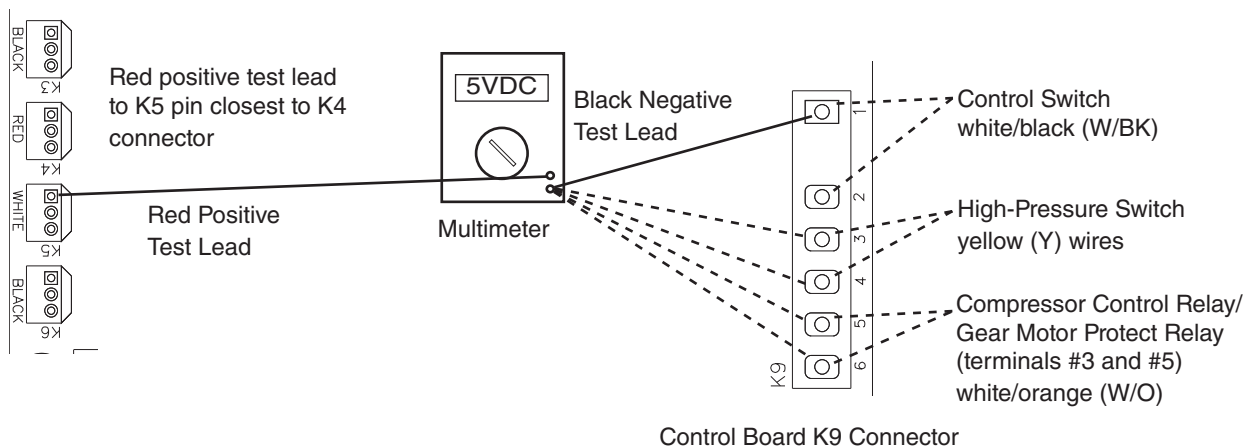 BLACK
K3
RED
K4
WHITE
K5
BLACK
K6
Red positive test lead
to K5 pin closest to K4
connector
Red Positive
Test Lead
5VDC
Multimeter
Black Negative
Test Lead
1
2
3
4
5
6
K9
Control Switch
white/black (W/BK)
High-Pressure Switch
yellow (Y) wires
Compressor Control Relay/
Gear Motor Protect Relay
(terminals #3 and #5)
white/orange (W/O)
Control Board K9 Connector